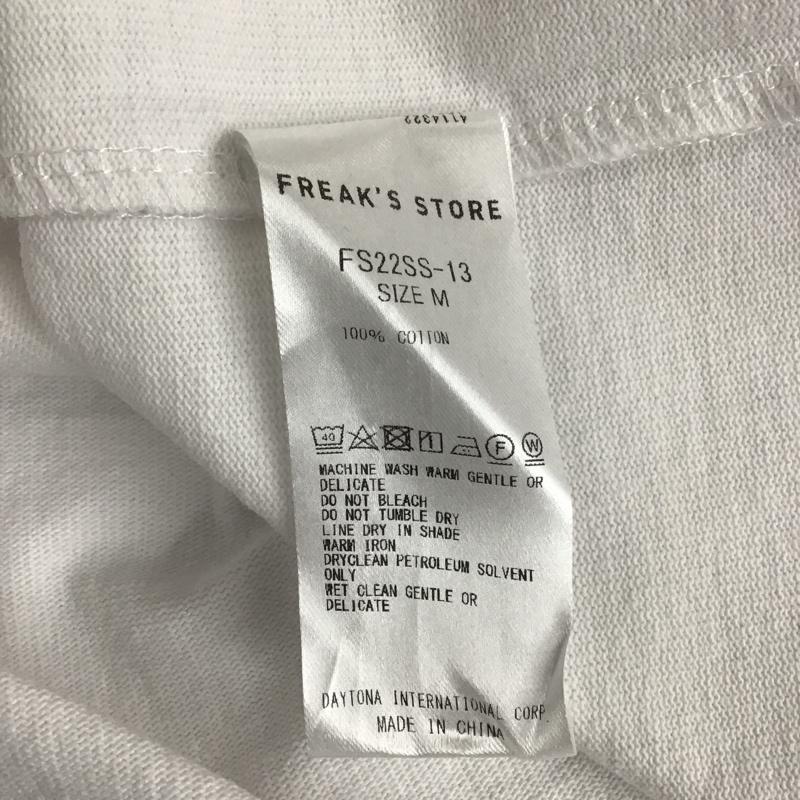 4114322
FREAK'S STORE
FS22SS-13
SIZE M
100% COTTON
40 F W
MACHINE WASH WARM GENTLE OR
DELICATE
DO NOT BLEACH
DO NOT TUMBLE DRY
LINE DRY IN SHADE
WARM IRON
DRYCLEAN PETROLEUM SOLVENT
ONLY
WET CLEAN GENTLE OR
DELICATE
DAYTONA INTERNATIONAL CORP.
MADE IN CHINA